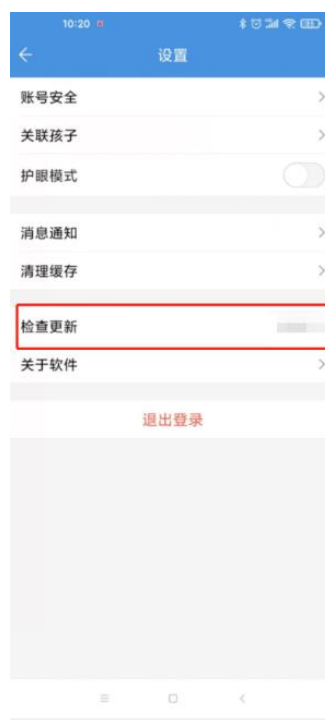 10:20
设置
账号安全
关联孩子
护眼模式
消息通知
清理缓存
检查更新
关于软件
退出登录